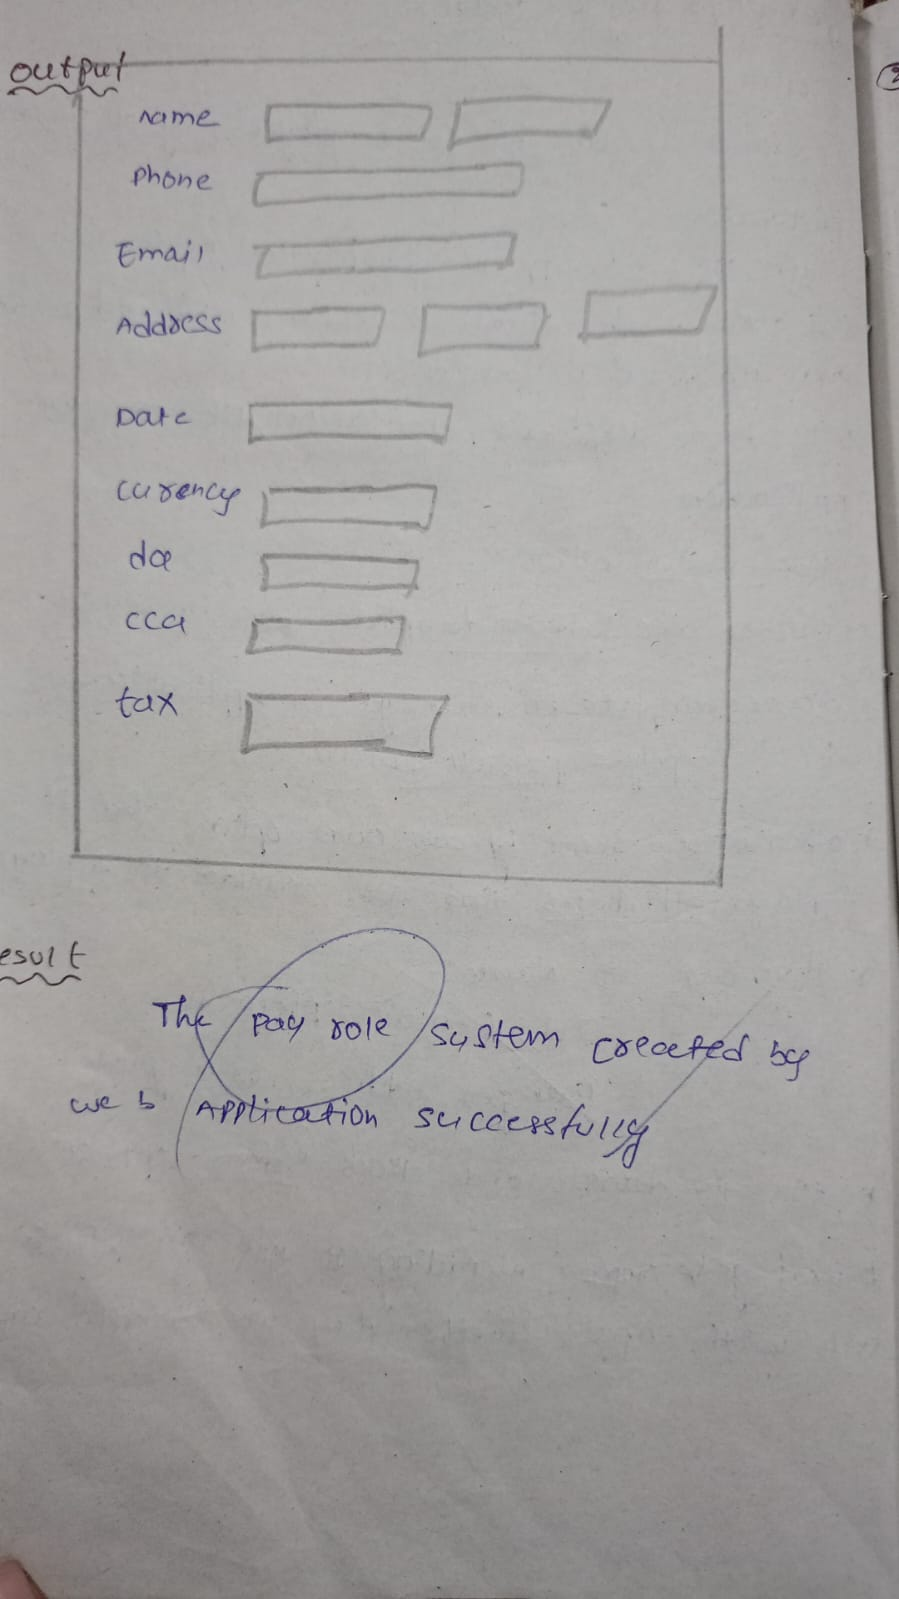 output
Name
Phone
Email
Address
Date
curency
da
cca
tax
esult
The pay role system created by
web Application successfully